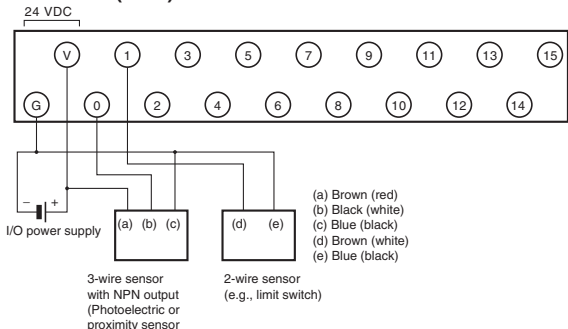 24 VDC
V 1 3 5 7 9 11 13 15
G 0 2 4 6 8 10 12 14
− +
I/O power supply
(a) (b) (c)
(d) (e)
(a) Brown (red)
(b) Black (white)
(c) Blue (black)
(d) Brown (white)
(e) Blue (black)
3-wire sensor
with NPN output
(Photoelectric or
proximity sensor
2-wire sensor
(e.g., limit switch)